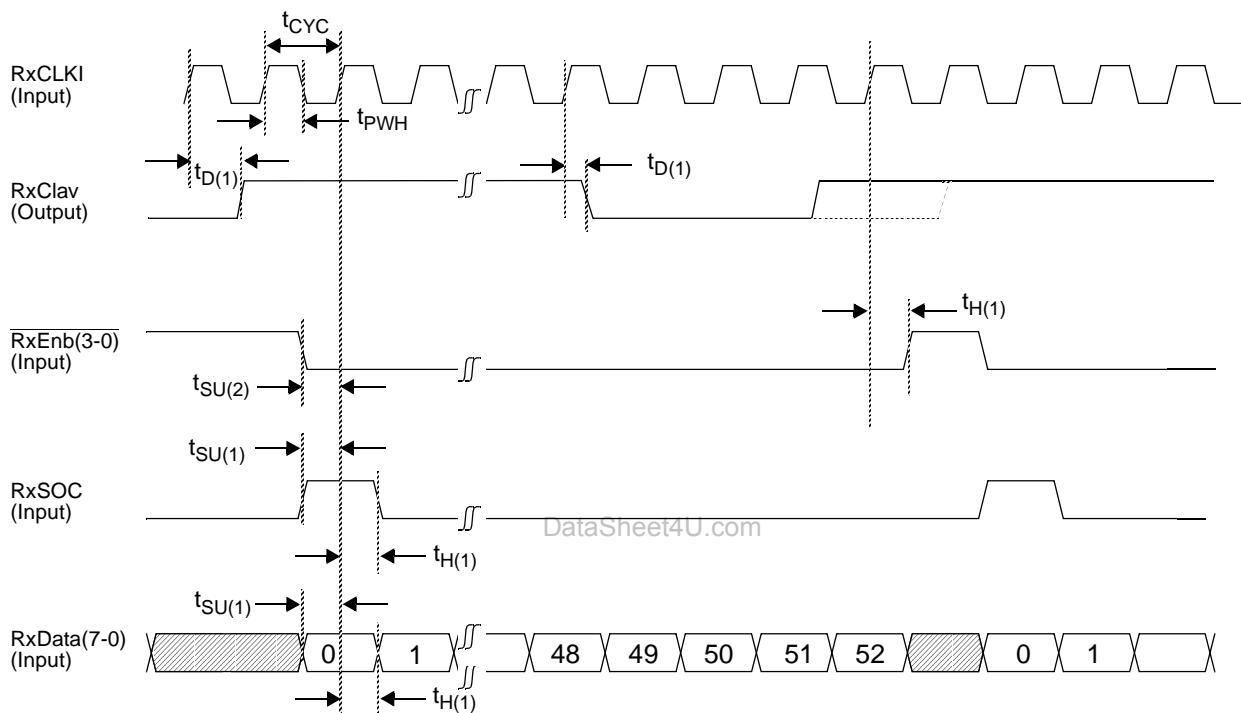 tCYC
RxCLKI
(Input)
tPWH
tD(1)
tD(1)
RxClav
(Output)
tH(1)
RxEnb(3-0)
(Input)
tSU(2)
tSU(1)
RxSOC
(Input)
DataSheet4U.com
tH(1)
tSU(1)
RxData(7-0)
(Input)
0 1 48 49 50 51 52 0 1
tH(1)